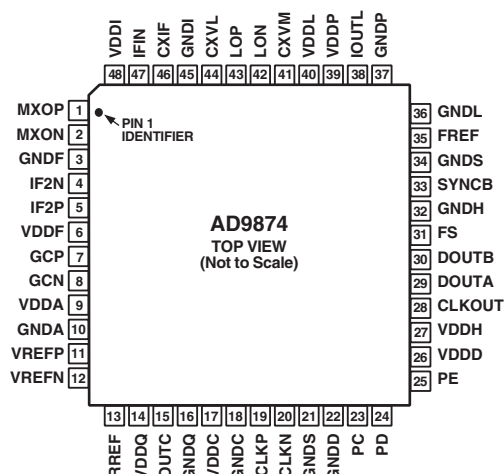 VDDI
IFIN
CXIF
GNDI
CXVL
LOP
LON
CXVM
VDDL
VDDP
IOUTL
GNDP
48 47 46 45 44 43 42 41 40 39 38 37
MXOP 1
MXON 2
GNDF 3
IF2N 4
IF2P 5
VDDF 6
GCP 7
GCN 8
VDDA 9
GNDA 10
VREFP 11
VREFN 12
PIN 1
IDENTIFIER
AD9874
TOP VIEW
(Not to Scale)
36 GNDL
35 FREF
34 GNDS
33 SYNCB
32 GNDH
31 FS
30 DOUTB
29 DOUTA
28 CLKOUT
27 VDDH
26 VDDD
25 PE
13 14 15 16 17 18 19 20 21 22 23 24
RREF
VDDQ
OUTC
GNDQ
VDDC
GNDC
CLKP
CLKN
GNDS
GNDD
PC
PD